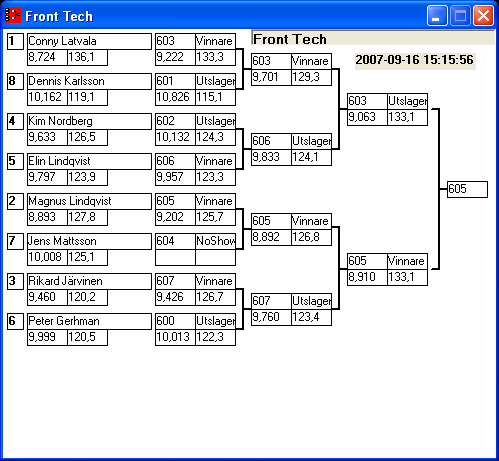 Front Tech
Front Tech
2007-09-16 15:15:56
1 Conny Latvala 603 Vinnare
8,724 136,1 9,222 133,3
603 Vinnare
9,701 129,3
8 Dennis Karlsson 601 Utslager
10,162 119,1 10,826 115,1
603 Utslager
9,063 133,1
4 Kim Nordberg 602 Utslager
9,633 126,5 10,132 124,3
606 Utslager
9,833 124,1
5 Elin Lindqvist 606 Vinnare
9,797 123,9 9,957 123,3
605
2 Magnus Lindqvist 605 Vinnare
8,893 127,8 9,202 125,7
605 Vinnare
8,892 126,8
7 Jens Mattsson 604 NoShow
10,008 125,1
605 Vinnare
8,910 133,1
3 Rikard Järvinen 607 Vinnare
9,460 120,2 9,426 126,7
607 Utslager
9,760 123,4
6 Peter Gerhman 600 Utslager
9,999 120,5 10,013 122,3